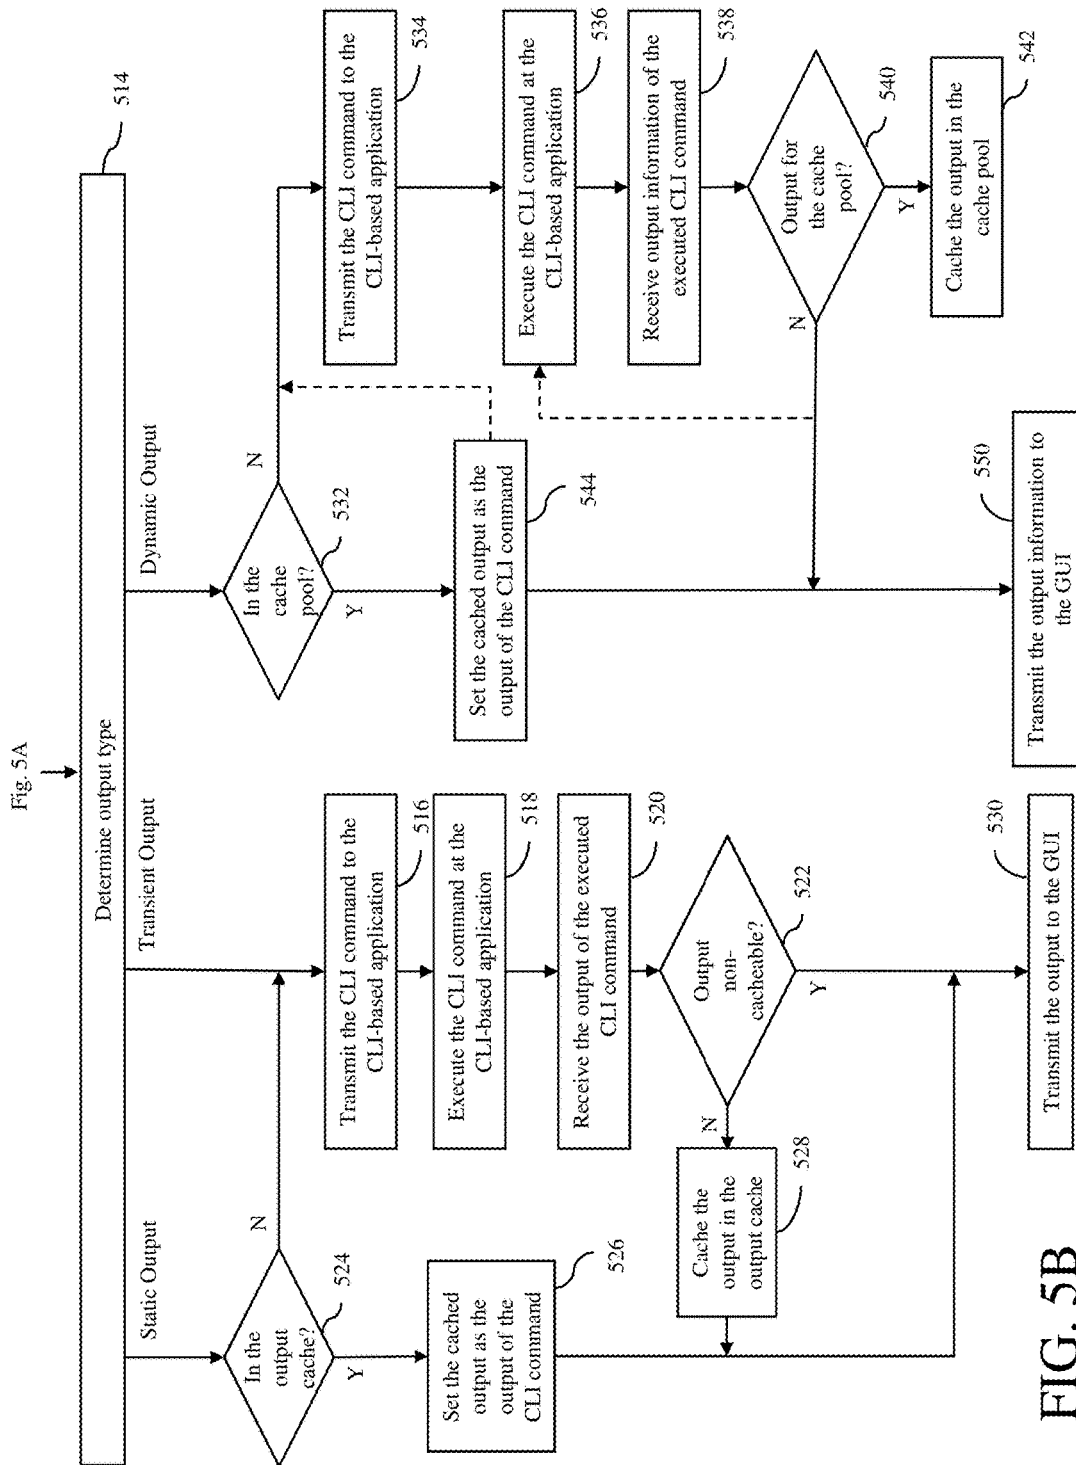 Fig. 5A
Determine output type
514
Static Output
Transient Output
Dynamic Output
In the
output
cache?
524
N
Y
Set the cached
output as the
output of the
CLI command
526
Transmit the CLI command to the
CLI-based application
516
Execute the CLI command at the
CLI-based application
518
Receive the output of the executed
CLI command
520
Output
non-
cacheable?
522
N
Y
Cache the
output in the
output cache
528
Transmit the output to the GUI
530
In the
cache
pool?
532
N
Y
Set the cached output as the
output of the CLI command
544
Transmit the CLI command to the
CLI-based application
534
Execute the CLI command at the
CLI-based application
536
Receive output information of the
executed CLI command
538
Output for
the cache
pool?
540
N
Y
Cache the output in the
cache pool
542
Transmit the output information to
the GUI
550
FIG. 5B